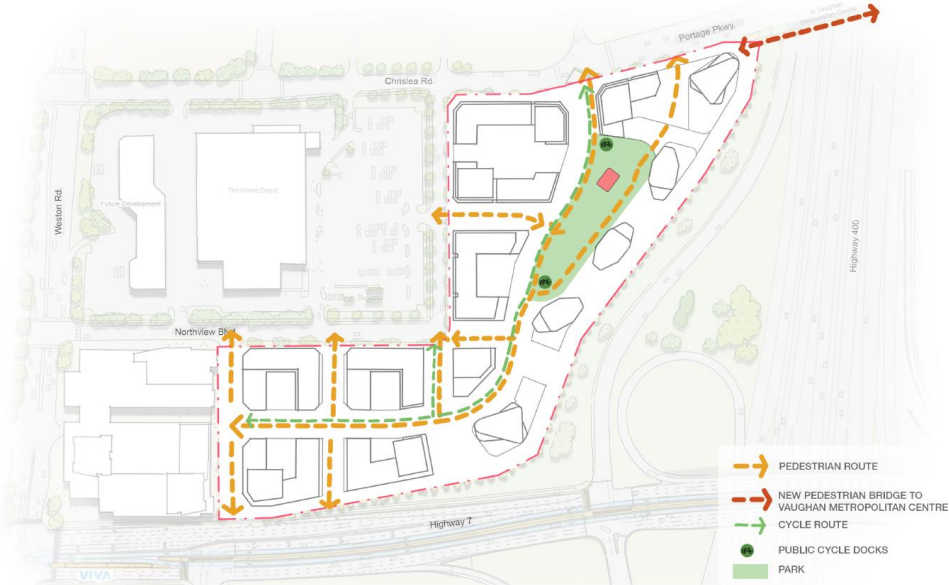 to Vaughan
Metropolitan Centre
Portage Pkwy.
Chrislea Rd.
Weston Rd.
The Home Depot
Future Development
Highway 400
Northview Blvd
Highway 7
VIVA
PEDESTRIAN ROUTE
NEW PEDESTRIAN BRIDGE TO
VAUGHAN METROPOLITAN CENTRE
CYCLE ROUTE
PUBLIC CYCLE DOCKS
PARK